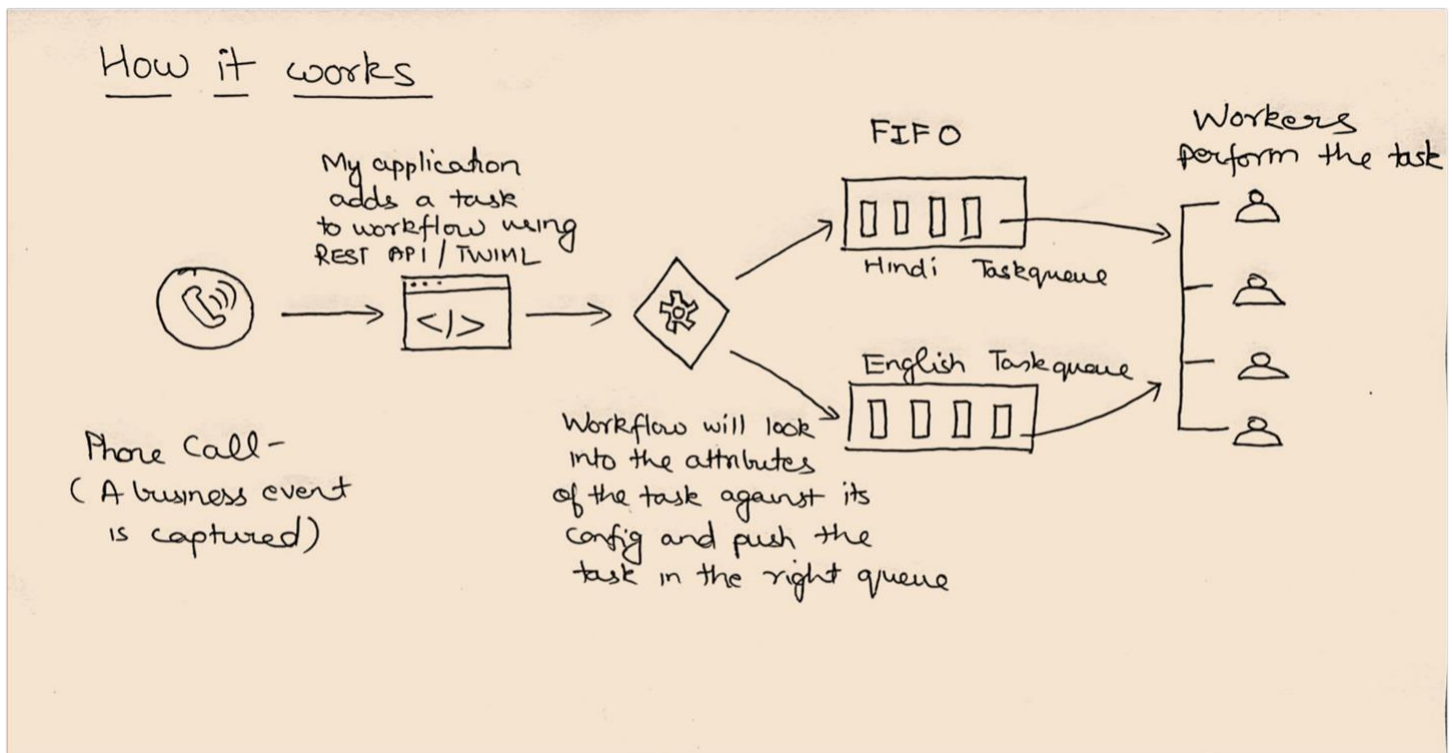 How it works
My application
adds a task
to workflow using
REST API / TWIML
</>
Phone Call-
( A business event
is captured)
Workflow will look
into the attributes
of the task against its
config and push the
task in the right queue
FIFO
Hindi Taskqueue
English Taskqueue
Workers
perform the task